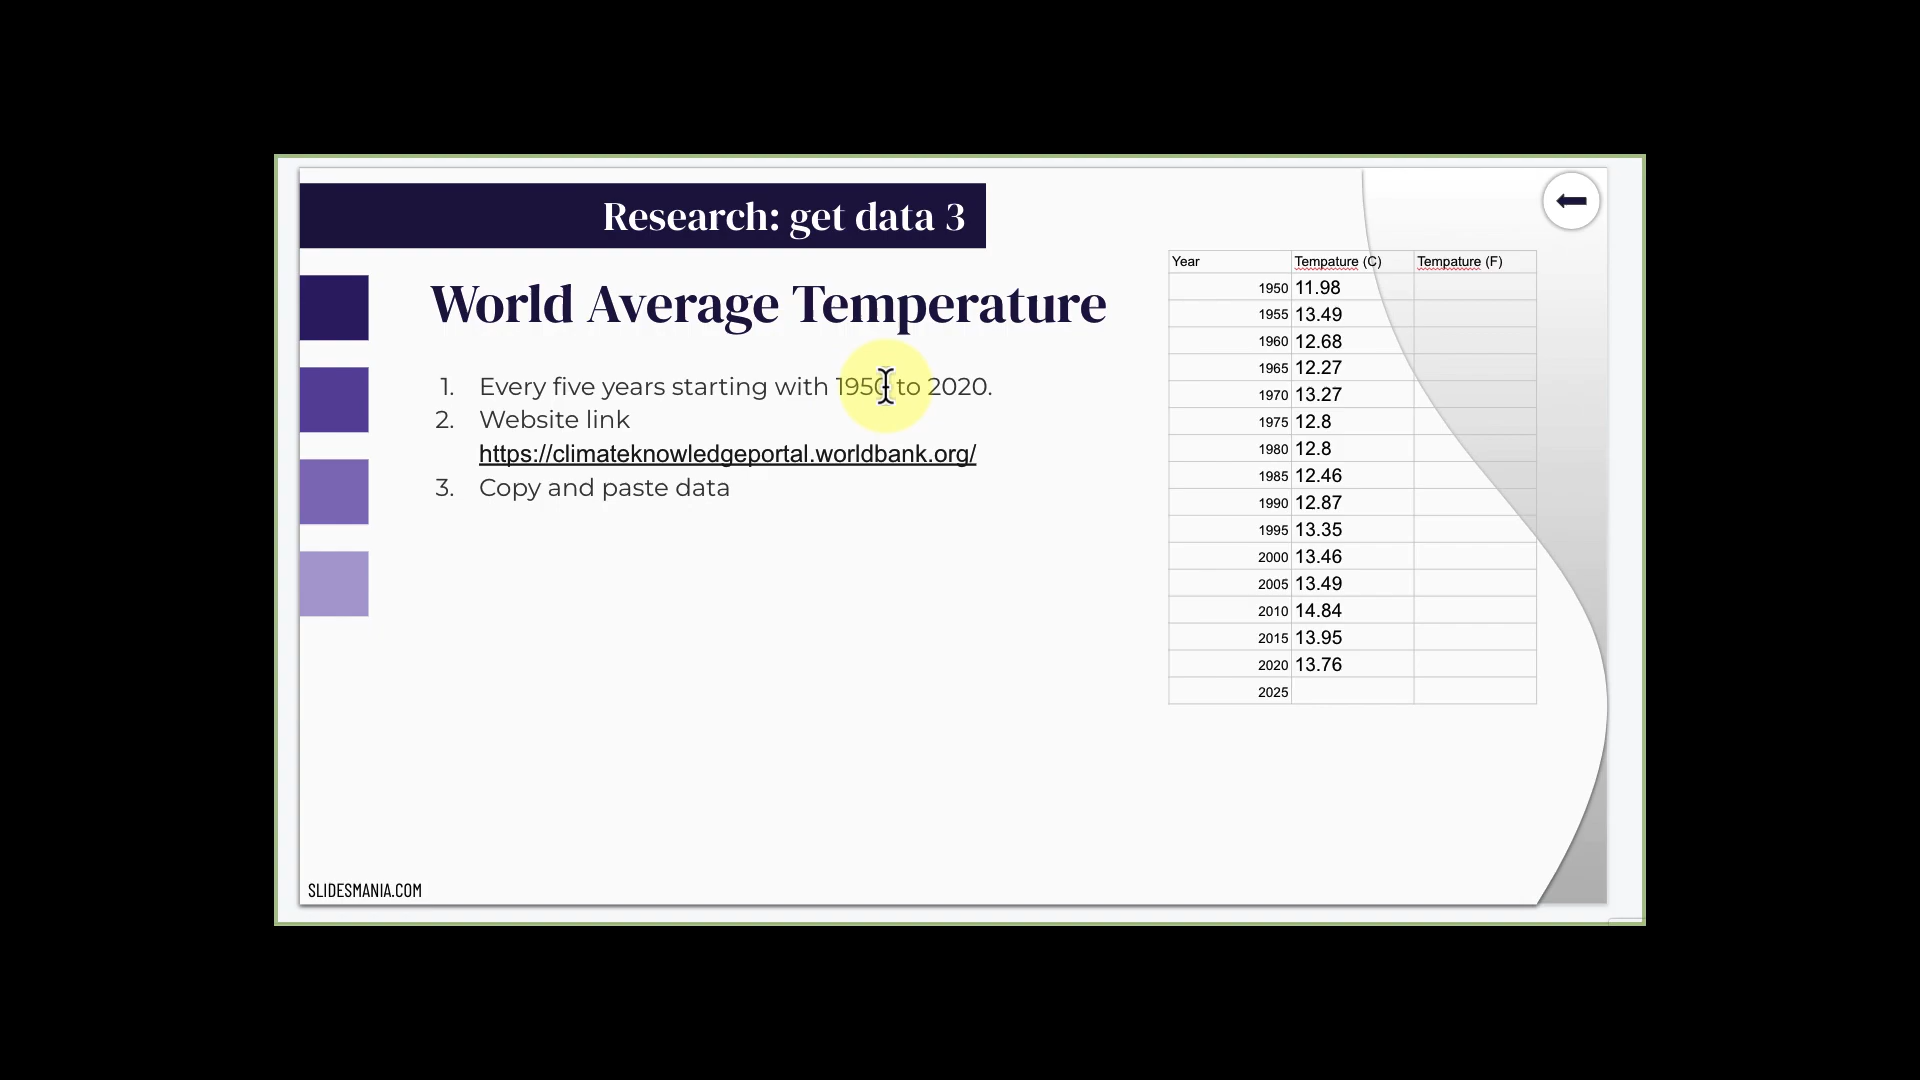 Research: get data 3
World Average Temperature
1. Every five years starting with 1950 to 2020.
2. Website link
https://climateknowledgeportal.worldbank.org/
3. Copy and paste data
Year Tempature (C) Tempature (F)
1950 11.98
1955 13.49
1960 12.68
1965 12.27
1970 13.27
1975 12.8
1980 12.8
1985 12.46
1990 12.87
1995 13.35
2000 13.46
2005 13.49
2010 14.84
2015 13.95
2020 13.76
2025
SLIDESMANIA.COM